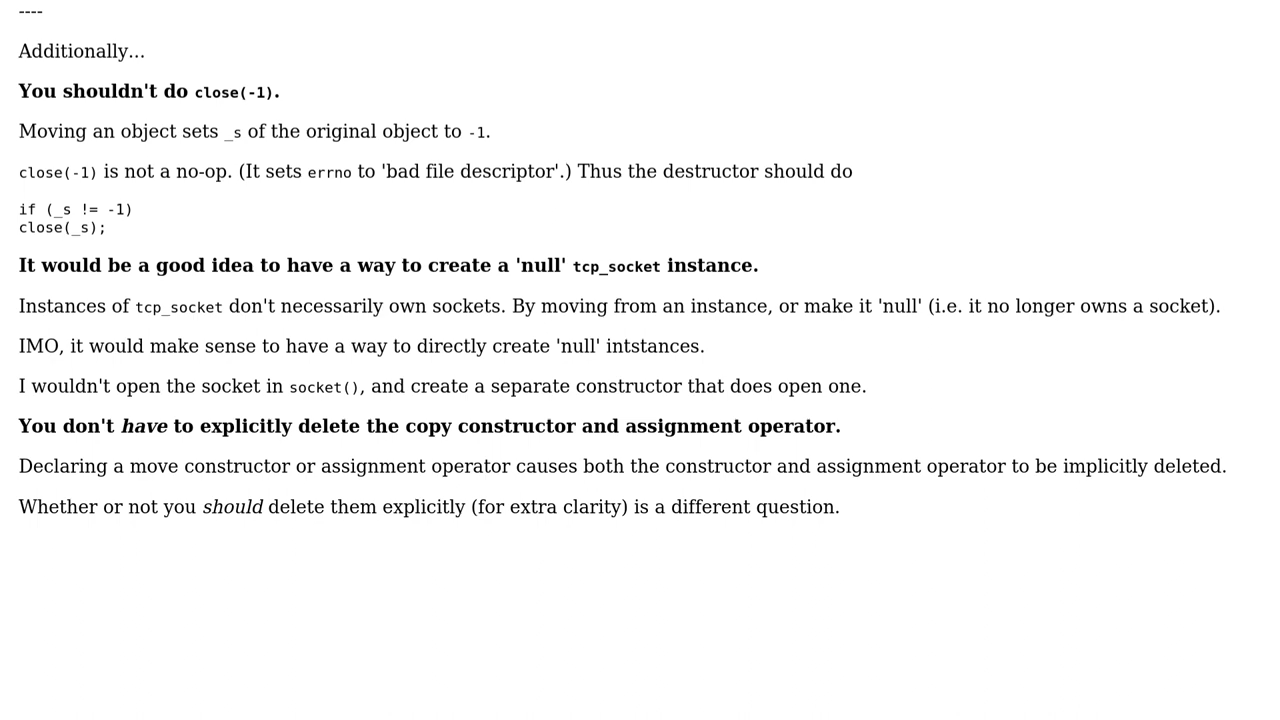 ----
Additionally...
You shouldn't do close(-1).
Moving an object sets _s of the original object to -1.
close(-1) is not a no-op. (It sets errno to 'bad file descriptor'.) Thus the destructor should do
if (_s != -1)
close(_s);
It would be a good idea to have a way to create a 'null' tcp_socket instance.
Instances of tcp_socket don't necessarily own sockets. By moving from an instance, or make it 'null' (i.e. it no longer owns a socket).
IMO, it would make sense to have a way to directly create 'null' intstances.
I wouldn't open the socket in socket(), and create a separate constructor that does open one.
You don't have to explicitly delete the copy constructor and assignment operator.
Declaring a move constructor or assignment operator causes both the constructor and assignment operator to be implicitly deleted.
Whether or not you should delete them explicitly (for extra clarity) is a different question.